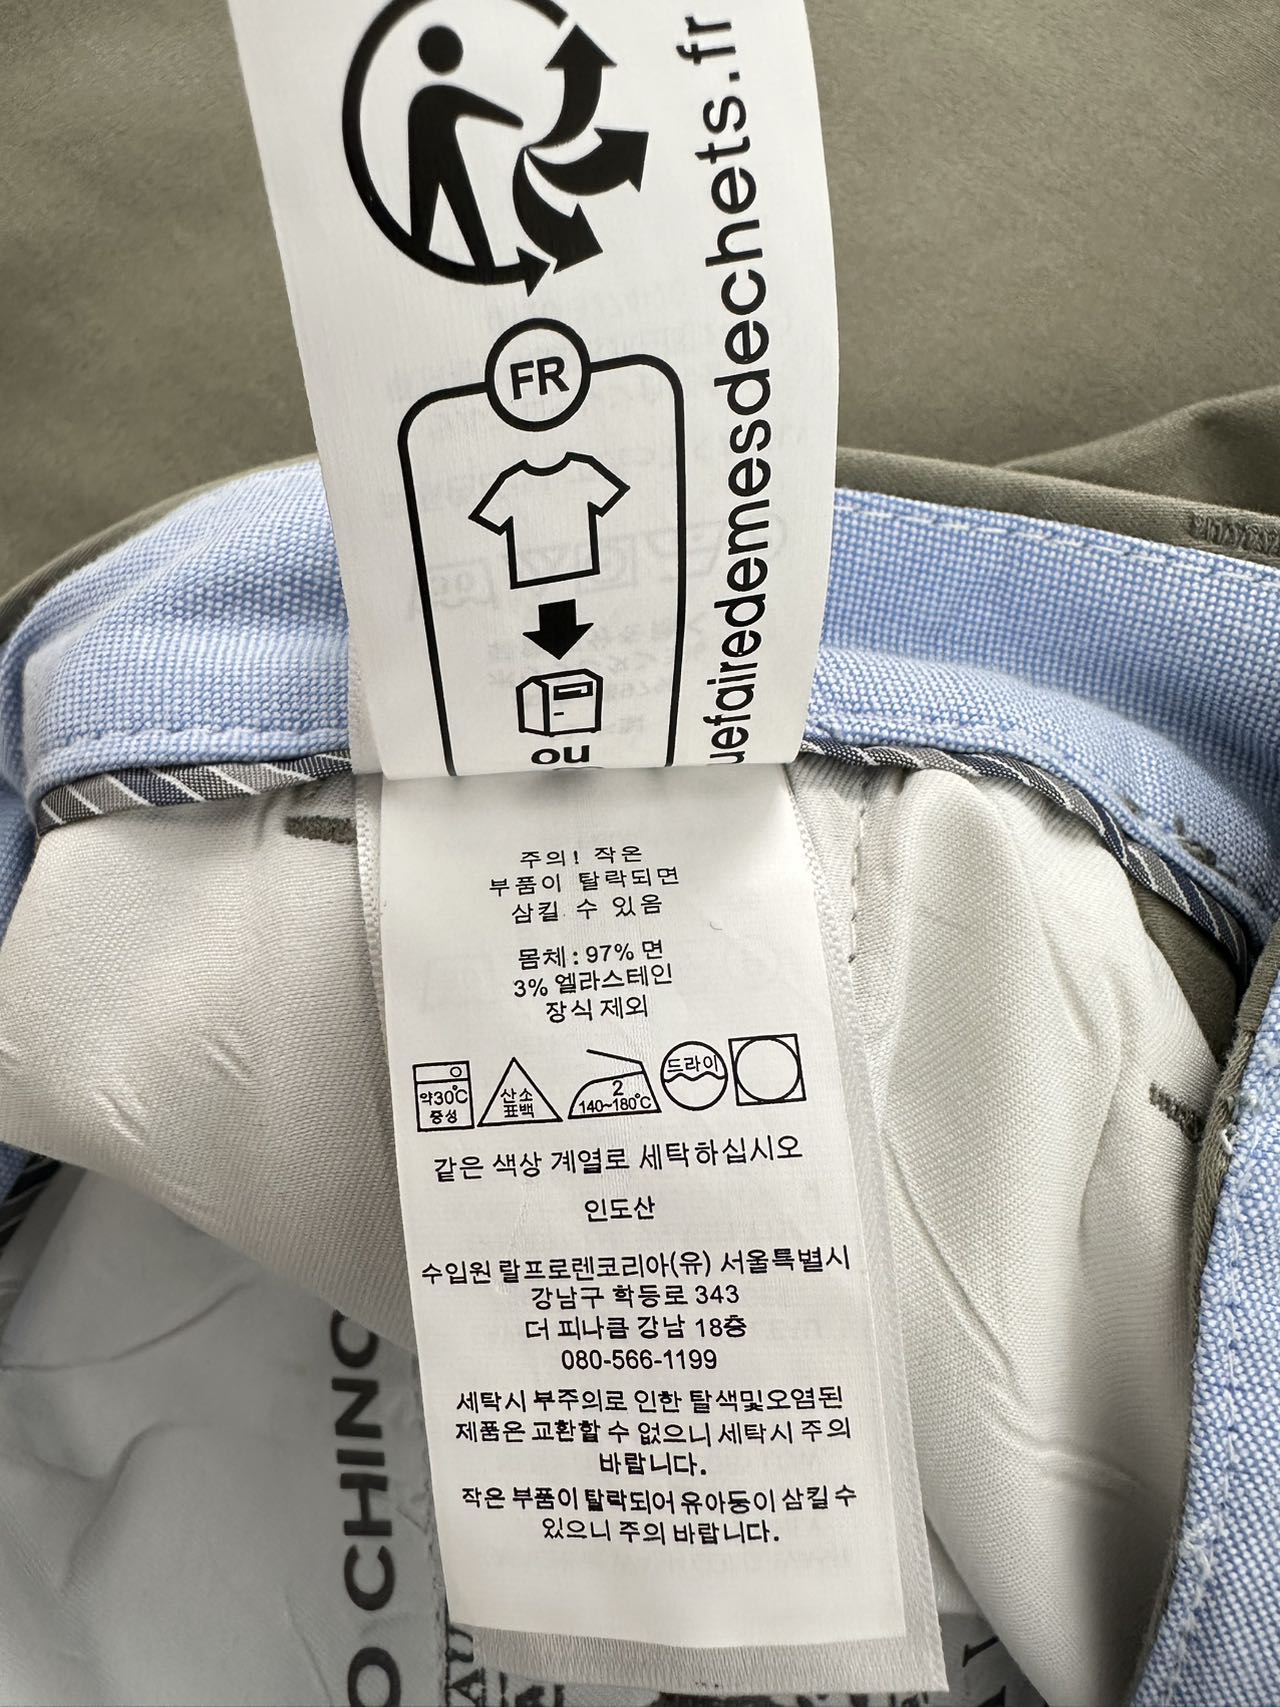 uefairedemesdechets.fr
FR
ou
주의! 작은
부품이 탈락되면
삼킬 수 있음
몸체: 97% 면
3% 엘라스테인
장식 제외
약30℃
중성
산소
표백
2
140~180℃
드라이
같은 색상 계열로 세탁하십시오
인도산
수입원 랄프로렌코리아(유) 서울특별시
강남구 학동로 343
더 피나클 강남 18층
080-566-1199
세탁시 부주의로 인한 탈색및오염된
제품은 교환할 수 없으니 세탁시 주의
바랍니다.
작은 부품이 탈락되어 유아등이 삼킬 수
있으니 주의 바랍니다.
O CHINO